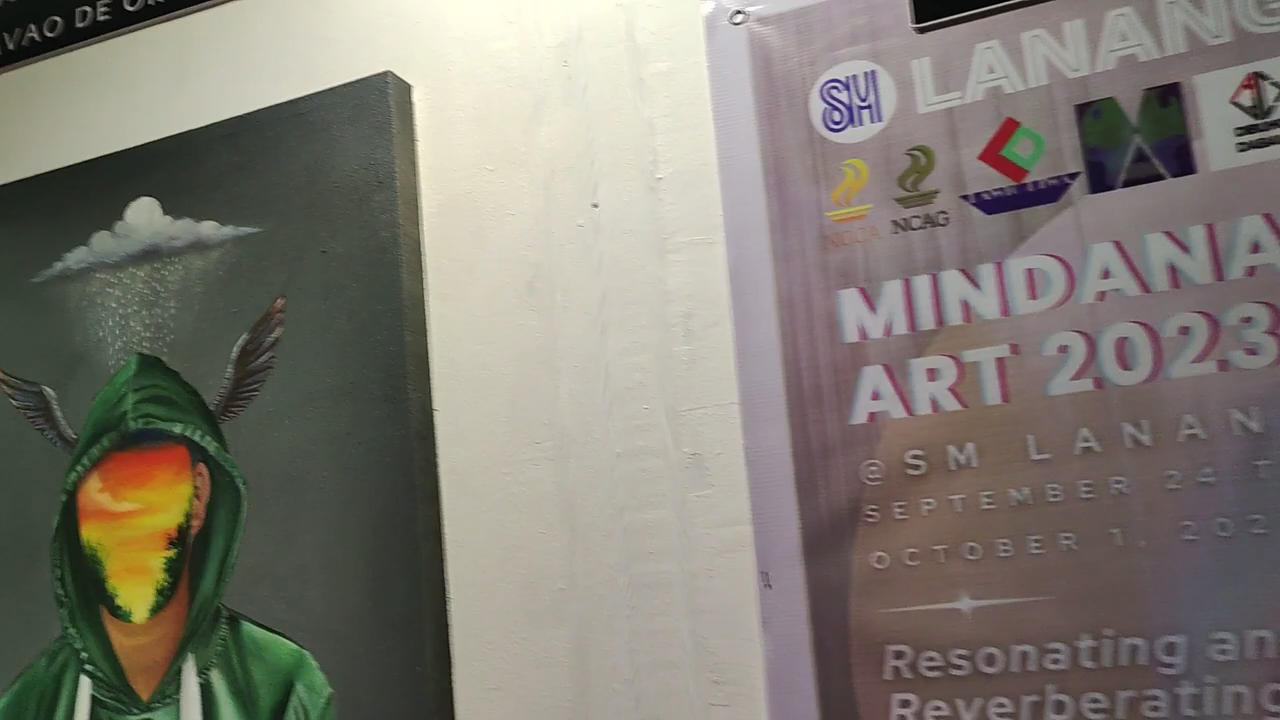 VAO DE OR
SM LANANG
NCCA NCAG
MINDANA
ART 2023
@SM LANAN
SEPTEMBER 24 T
OCTOBER 1, 202
Resonating an
Reverberating